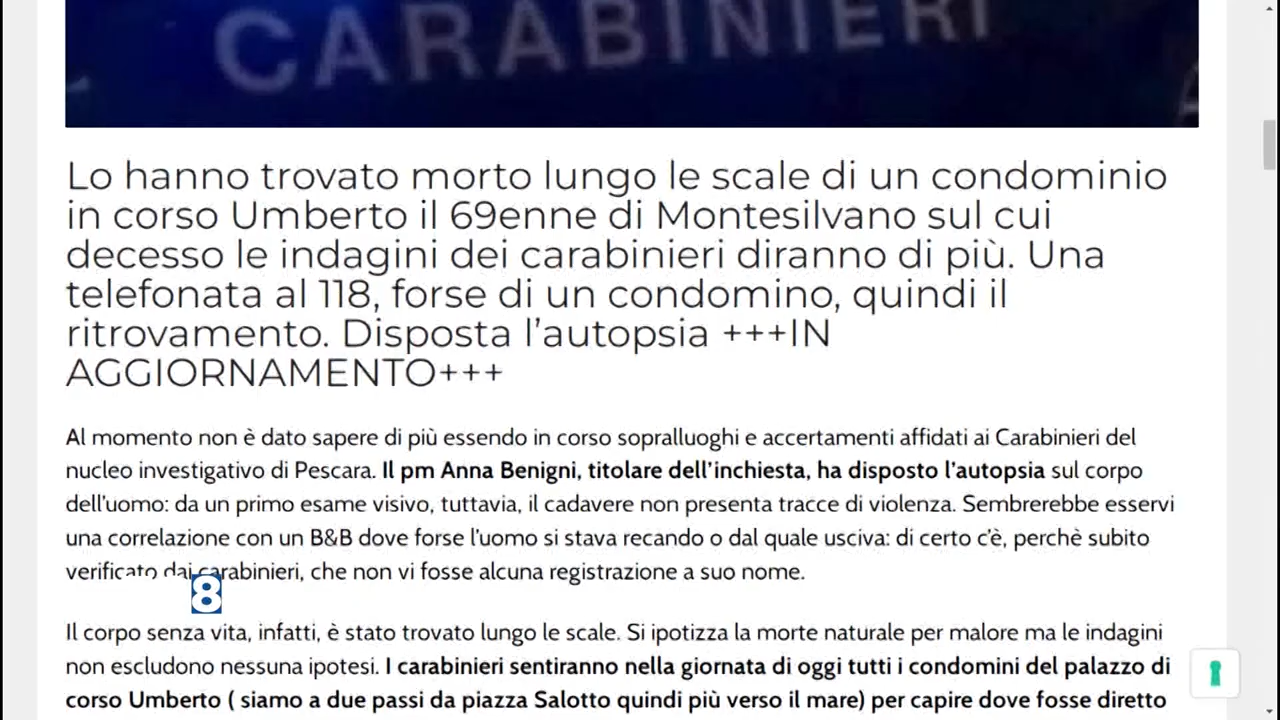 CARABINIERI
Lo hanno trovato morto lungo le scale di un condominio
in corso Umberto il 69enne di Montesilvano sul cui
decesso le indagini dei carabinieri diranno di più. Una
telefonata al 118, forse di un condomino, quindi il
ritrovamento. Disposta l’autopsia +++IN
AGGIORNAMENTO+++
Al momento non è dato sapere di più essendo in corso sopralluoghi e accertamenti affidati ai Carabinieri del
nucleo investigativo di Pescara. Il pm Anna Benigni, titolare dell’inchiesta, ha disposto l’autopsia sul corpo
dell’uomo: da un primo esame visivo, tuttavia, il cadavere non presenta tracce di violenza. Sembrerebbe esservi
una correlazione con un B&B dove forse l’uomo si stava recando o dal quale usciva: di certo c’è, perchè subito
verificato dai carabinieri, che non vi fosse alcuna registrazione a suo nome.
8
Il corpo senza vita, infatti, è stato trovato lungo le scale. Si ipotizza la morte naturale per malore ma le indagini
non escludono nessuna ipotesi. I carabinieri sentiranno nella giornata di oggi tutti i condomini del palazzo di
corso Umberto ( siamo a due passi da piazza Salotto quindi più verso il mare) per capire dove fosse diretto